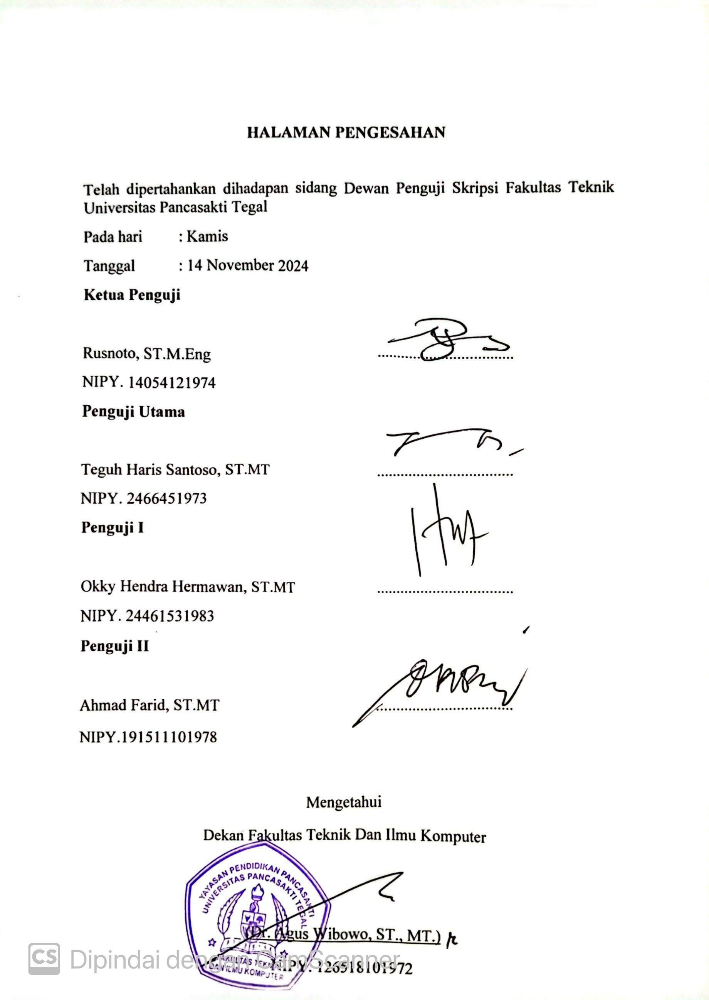 HALAMAN PENGESAHAN
Telah dipertahankan dihadapan sidang Dewan Penguji Skripsi Fakultas Teknik
Universitas Pancasakti Tegal
Pada hari : Kamis
Tanggal : 14 November 2024
Ketua Penguji
Rusnoto, ST.M.Eng ..................................
NIPY. 14054121974
Penguji Utama
Teguh Haris Santoso, ST.MT ..................................
NIPY. 2466451973
Penguji I
Okky Hendra Hermawan, ST.MT ..................................
NIPY. 24461531983
Penguji II
Ahmad Farid, ST.MT ..................................
NIPY.191511101978
Mengetahui
Dekan Fakultas Teknik Dan Ilmu Komputer
YAYASAN PENDIDIKAN PANCASAKTI
UNIVERSITAS PANCASAKTI TEGAL
(Dr. Agus Wibowo, ST., MT.)
NIPY. 126518101972
FAKULTAS TEKNIK
DAN ILMU KOMPUTER
CS Dipindai dengan CamScanner